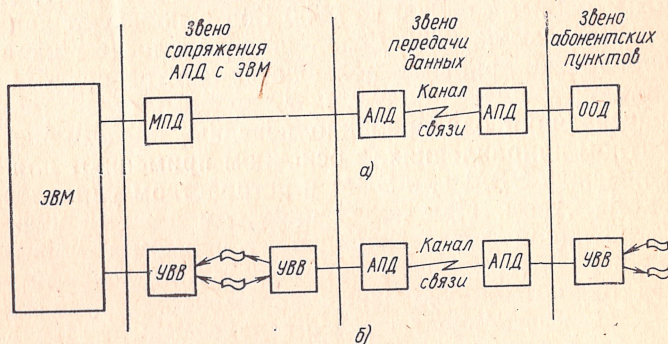 Звено
сопряжения
АПД с ЭВМ
Звено
передачи
данных
Звено
абонентских
пунктов
ЭВМ
МПД
АПД
Канал
связи
АПД
ООД
а)
УВВ
УВВ
АПД
Канал
связи
АПД
УВВ
б)